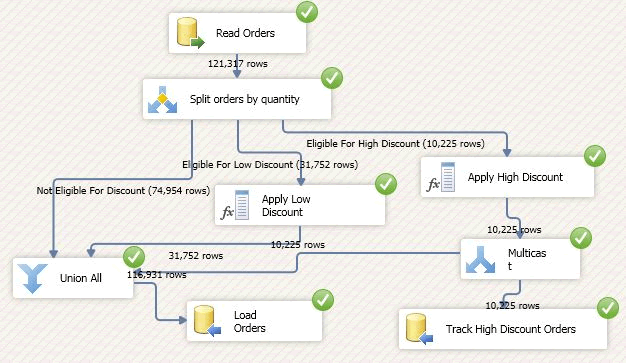 Read Orders
121,317 rows
Split orders by quantity
Eligible For High Discount (10,225 rows)
Eligible For Low Discount (31,752 rows)
Not Eligible For Discount (74,954 rows)
fx
Apply High Discount
fx
Apply Low
Discount
10,225 rows
10,225 rows
31,752 rows
Multicas
t
Union All
116,931 rows
10,225 rows
Load
Orders
Track High Discount Orders